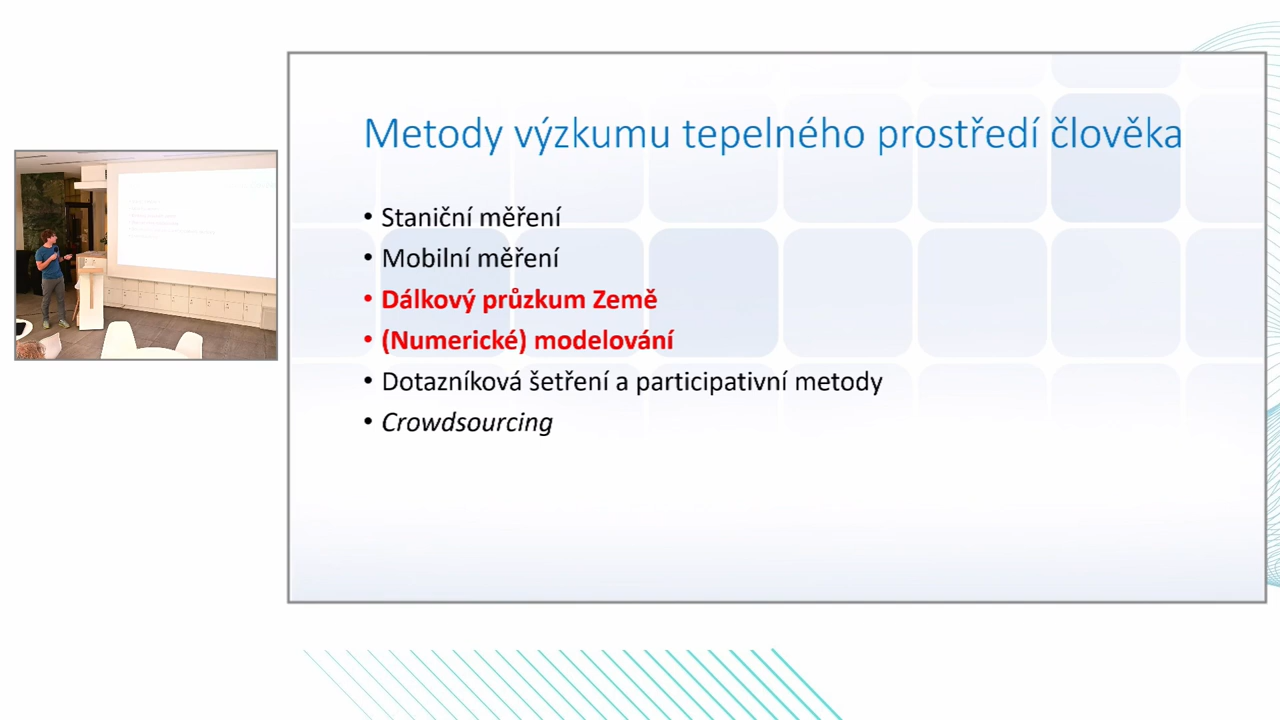 Metody výzkumu tepelného prostředí člověka
• Staniční měření
• Mobilní měření
• Dálkový průzkum Země
• (Numerické) modelování
• Dotazníková šetření a participativní metody
• Crowdsourcing